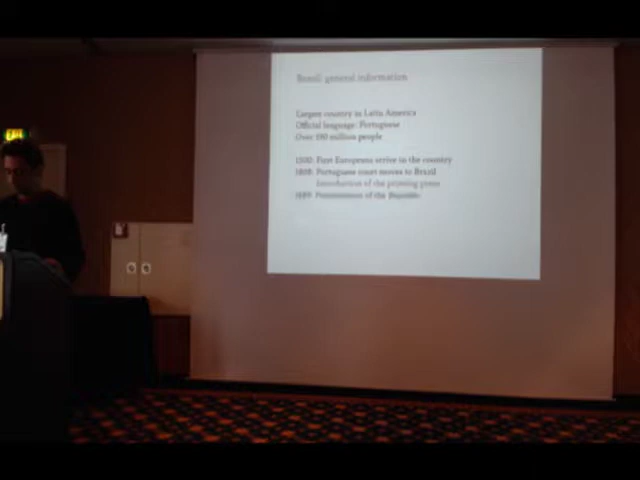 Brazil: general information
Largest country in Latin America
Official language: Portuguese
Over 190 million people
1500: First Europeans arrive in the country
1808: Portuguese court moves to Brazil
Introduction of the printing press
1889: Proclamation of the Republic